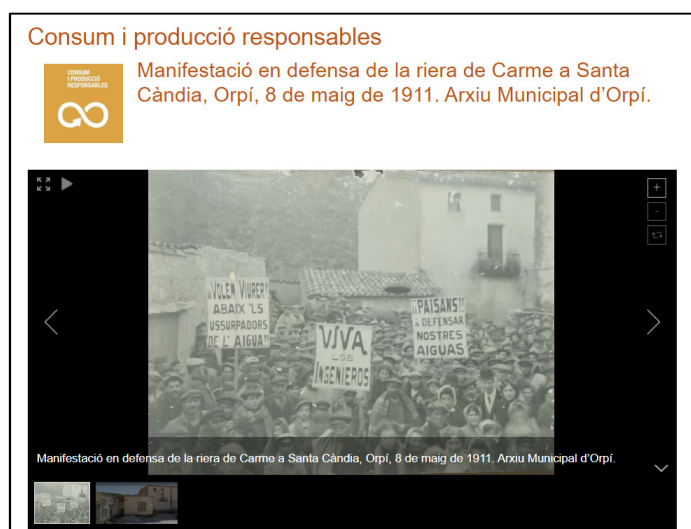 Consum i producció responsables
CONSUM
I PRODUCCIÓ
RESPONSABLES
Manifestació en defensa de la riera de Carme a Santa
Càndia, Orpí, 8 de maig de 1911. Arxiu Municipal d'Orpí.
¡¡VOLEM VIURER!!
ABAIX 'LS
USSURPADORS
DE L' AIGUA!!
VIVA
LOS
INGENIEROS
¡¡PAISANS!!
á DEFENSAR
NOSTRES
AIGUAS
Manifestació en defensa de la riera de Carme a Santa Càndia, Orpí, 8 de maig de 1911. Arxiu Municipal d'Orpí.